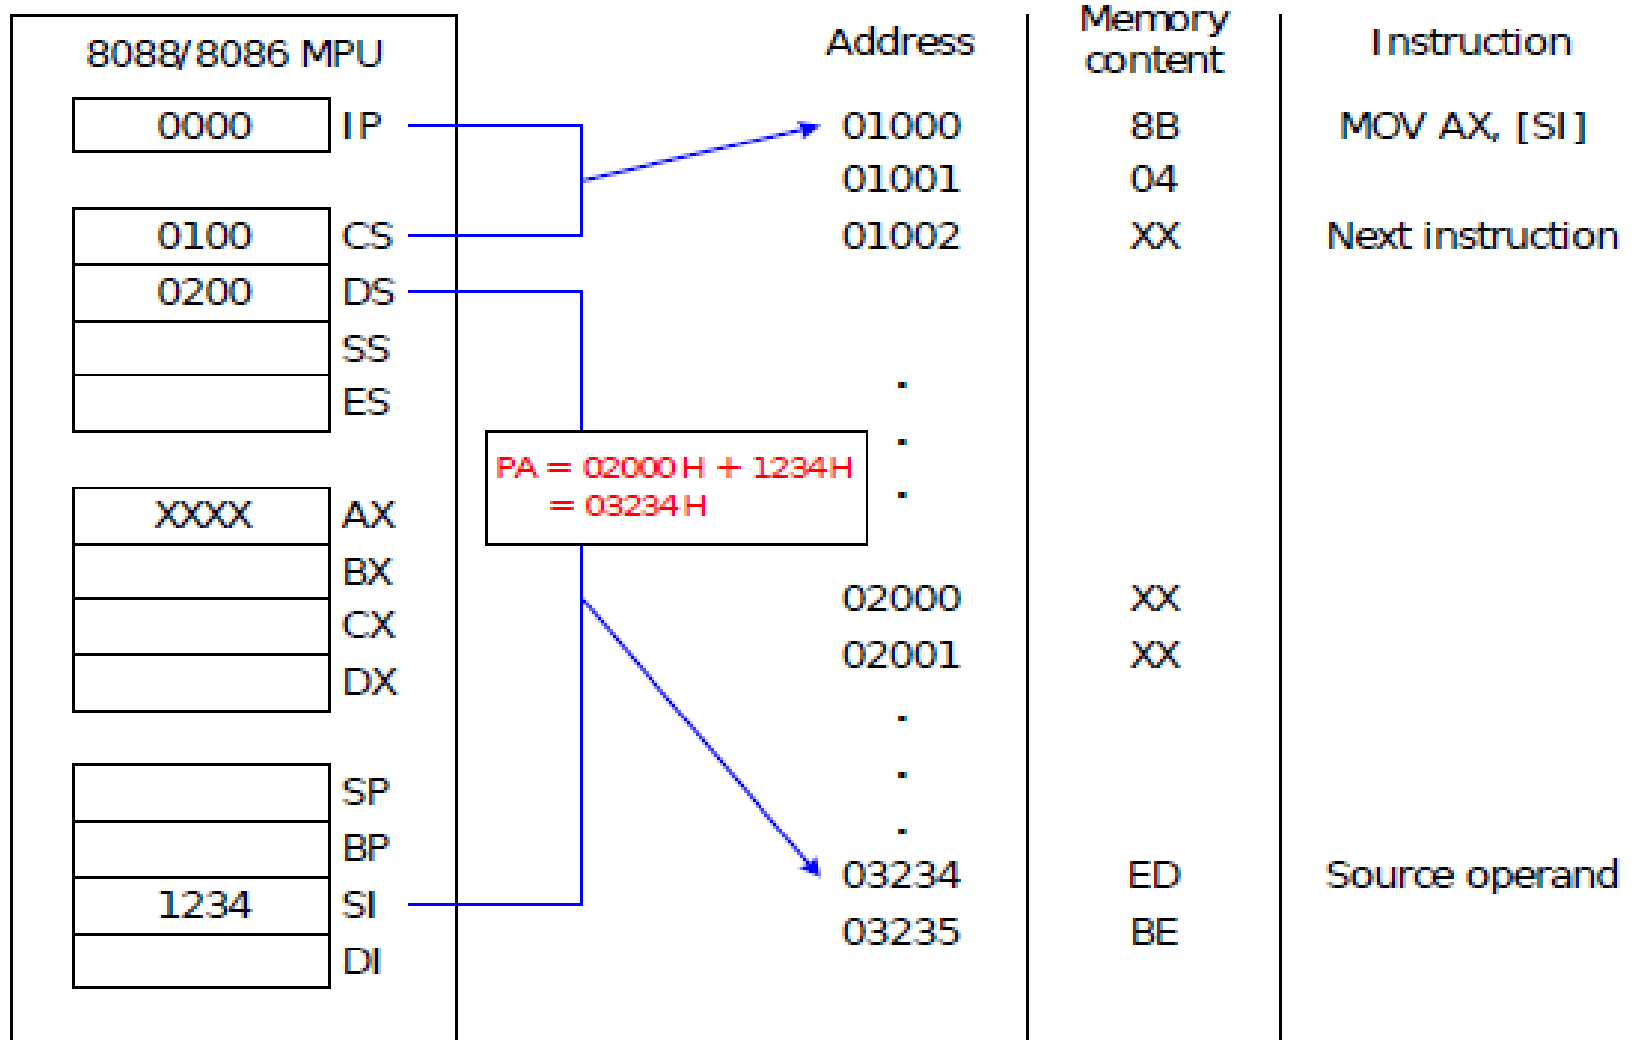 8088/8086 MPU
0000 IP
0100 CS
0200 DS
SS
ES
XXXX AX
BX
CX
DX
SP
BP
1234 SI
DI
PA = 02000H + 1234H
= 03234H
Address Memory content Instruction
01000 8B MOV AX, [SI]
01001 04
01002 XX Next instruction
.
.
.
02000 XX
02001 XX
.
.
.
03234 ED Source operand
03235 BE